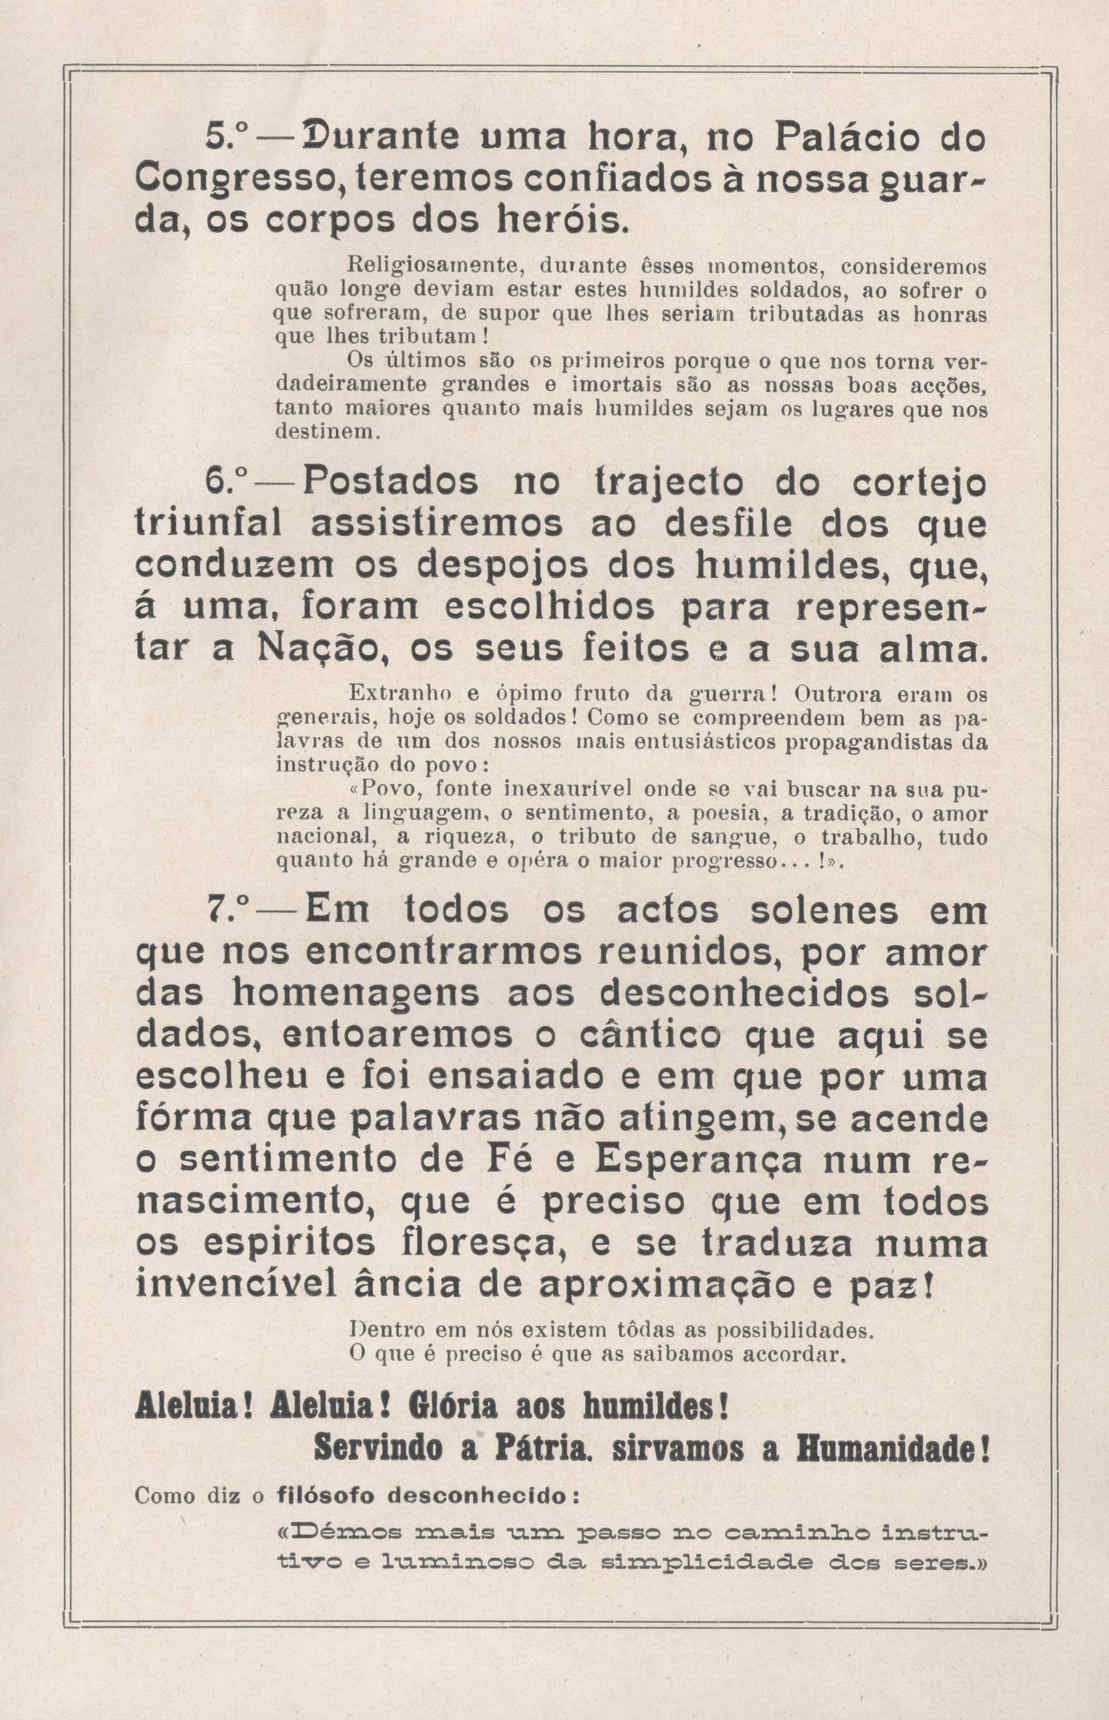 5.º — Durante uma hora, no Palácio do
Congresso, teremos confiados à nossa guar-
da, os corpos dos heróis.
Religiosamente, durante êsses momentos, consideremos
quão longe deviam estar estes humildes soldados, ao sofrer o
que sofreram, de supor que lhes seriam tributadas as honras
que lhes tributam !
Os últimos são os primeiros porque o que nos torna ver-
dadeiramente grandes e imortais são as nossas boas acções,
tanto maiores quanto mais humildes sejam os lugares que nos
destinem.
6.º — Postados no trajecto do cortejo
triunfal assistiremos ao desfile dos que
conduzem os despojos dos humildes, que,
á uma, foram escolhidos para represen-
tar a Nação, os seus feitos e a sua alma.
Extranho e ópimo fruto da guerra! Outrora eram os
generais, hoje os soldados! Como se compreendem bem as pa-
lavras de um dos nossos mais entusiásticos propagandistas da
instrução do povo :
«Povo, fonte inexaurível onde se vai buscar na sua pu-
reza a linguagem, o sentimento, a poesia, a tradição, o amor
nacional, a riqueza, o tributo de sangue, o trabalho, tudo
quanto há grande e opéra o maior progresso... !».
7.º — Em todos os actos solenes em
que nos encontrarmos reunidos, por amor
das homenagens aos desconhecidos sol-
dados, entoaremos o cântico que aqui se
escolheu e foi ensaiado e em que por uma
fórma que palavras não atingem, se acende
o sentimento de Fé e Esperança num re-
nascimento, que é preciso que em todos
os espiritos floresça, e se traduza numa
invencível ância de aproximação e paz!
Dentro em nós existem tôdas as possibilidades.
O que é preciso é que as saibamos accordar.
Aleluia! Aleluia! Glória aos humildes!
Servindo a Pátria. sirvamos a Humanidade!
Como diz o filósofo desconhecido:
«Démos mais um passo no caminho instru-
tivo e luminoso da simplicidade dos seres.»